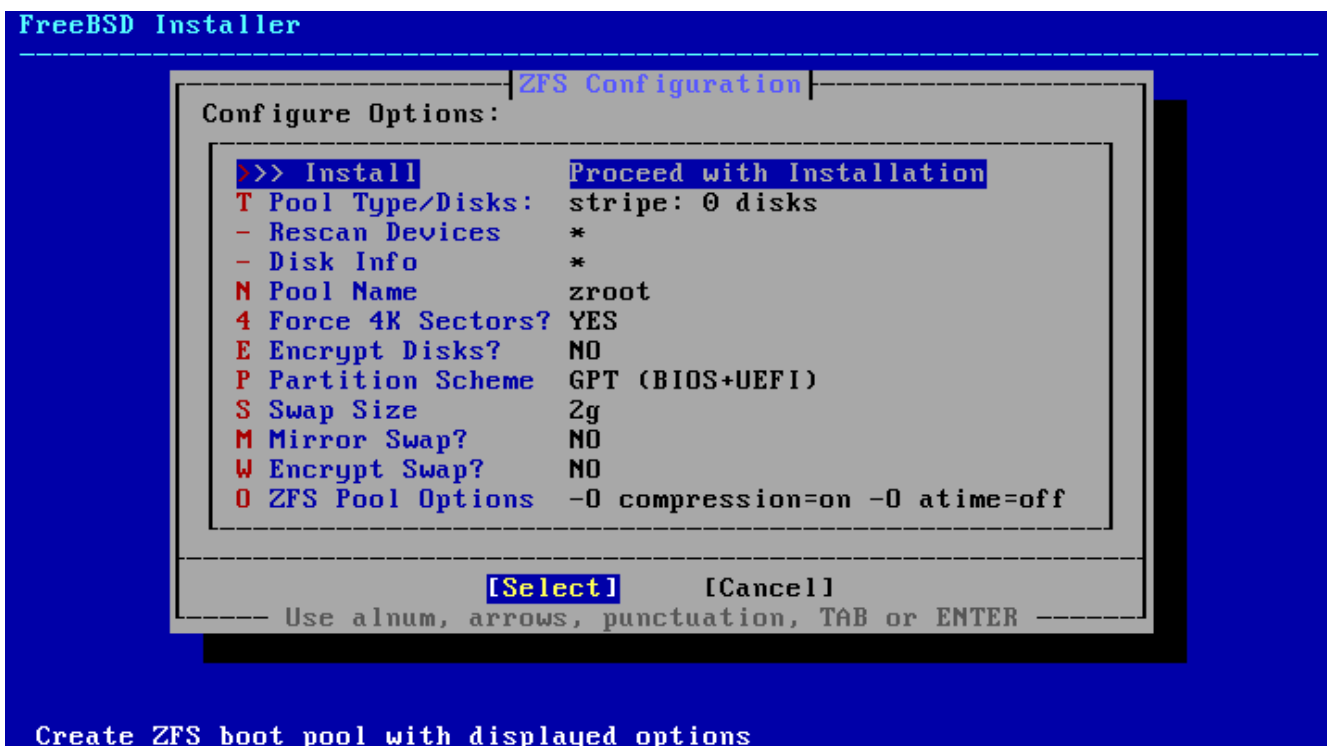 FreeBSD Installer
ZFS Configuration
Configure Options:
>>> Install Proceed with Installation
T Pool Type/Disks: stripe: 0 disks
- Rescan Devices *
- Disk Info *
N Pool Name zroot
4 Force 4K Sectors? YES
E Encrypt Disks? NO
P Partition Scheme GPT (BIOS+UEFI)
S Swap Size 2g
M Mirror Swap? NO
W Encrypt Swap? NO
O ZFS Pool Options -O compression=on -O atime=off
[Select] [Cancel]
Use alnum, arrows, punctuation, TAB or ENTER
Create ZFS boot pool with displayed options